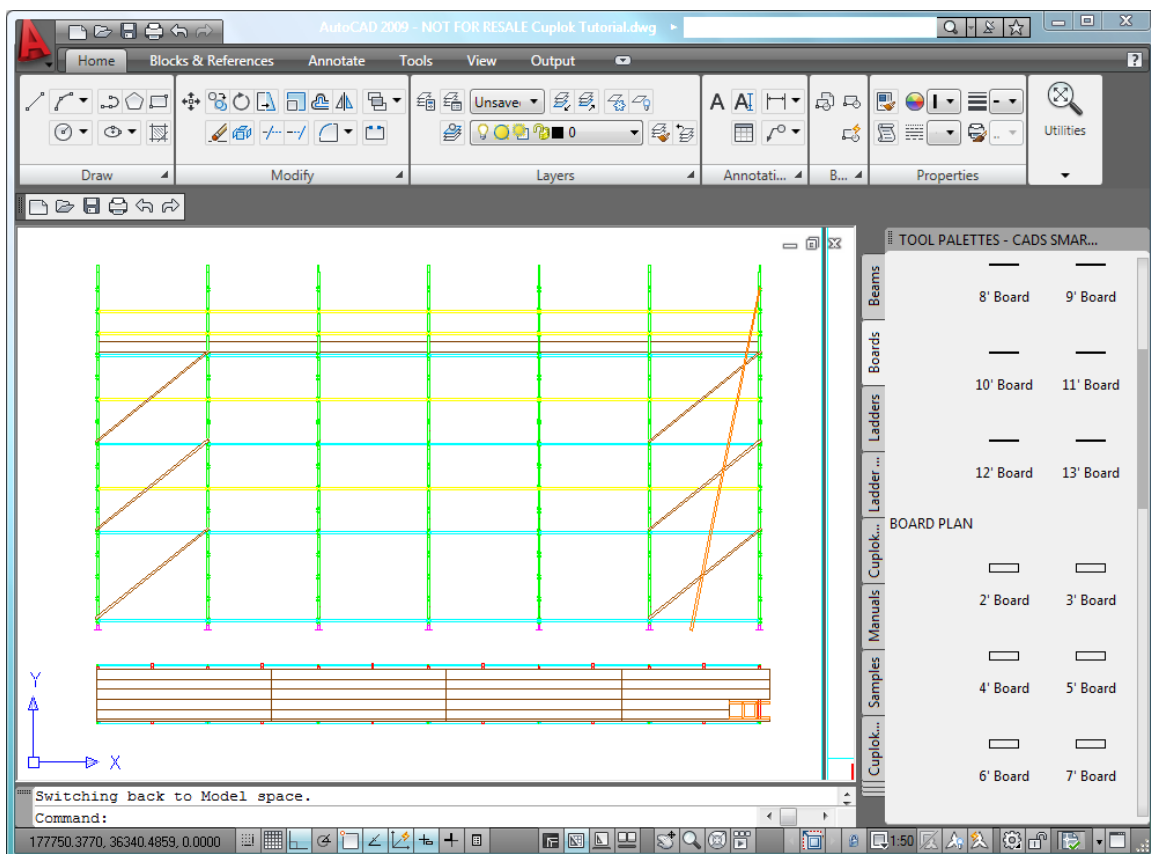 AutoCAD 2009 - NOT FOR RESALE Cuplok Tutorial.dwg
Home Blocks & References Annotate Tools View Output
A AI
Unsave
0
Utilities
Draw Modify Layers Annotati... B... Properties
TOOL PALETTES - CADS SMAR...
Beams
Boards
Ladders
Ladder ...
Cuplok...
Manuals
Samples
Cuplok...
8' Board 9' Board
10' Board 11' Board
12' Board 13' Board
BOARD PLAN
2' Board 3' Board
4' Board 5' Board
6' Board 7' Board
Y
X
Switching back to Model space.
Command:
177750.3770, 36340.4859, 0.0000 1:50